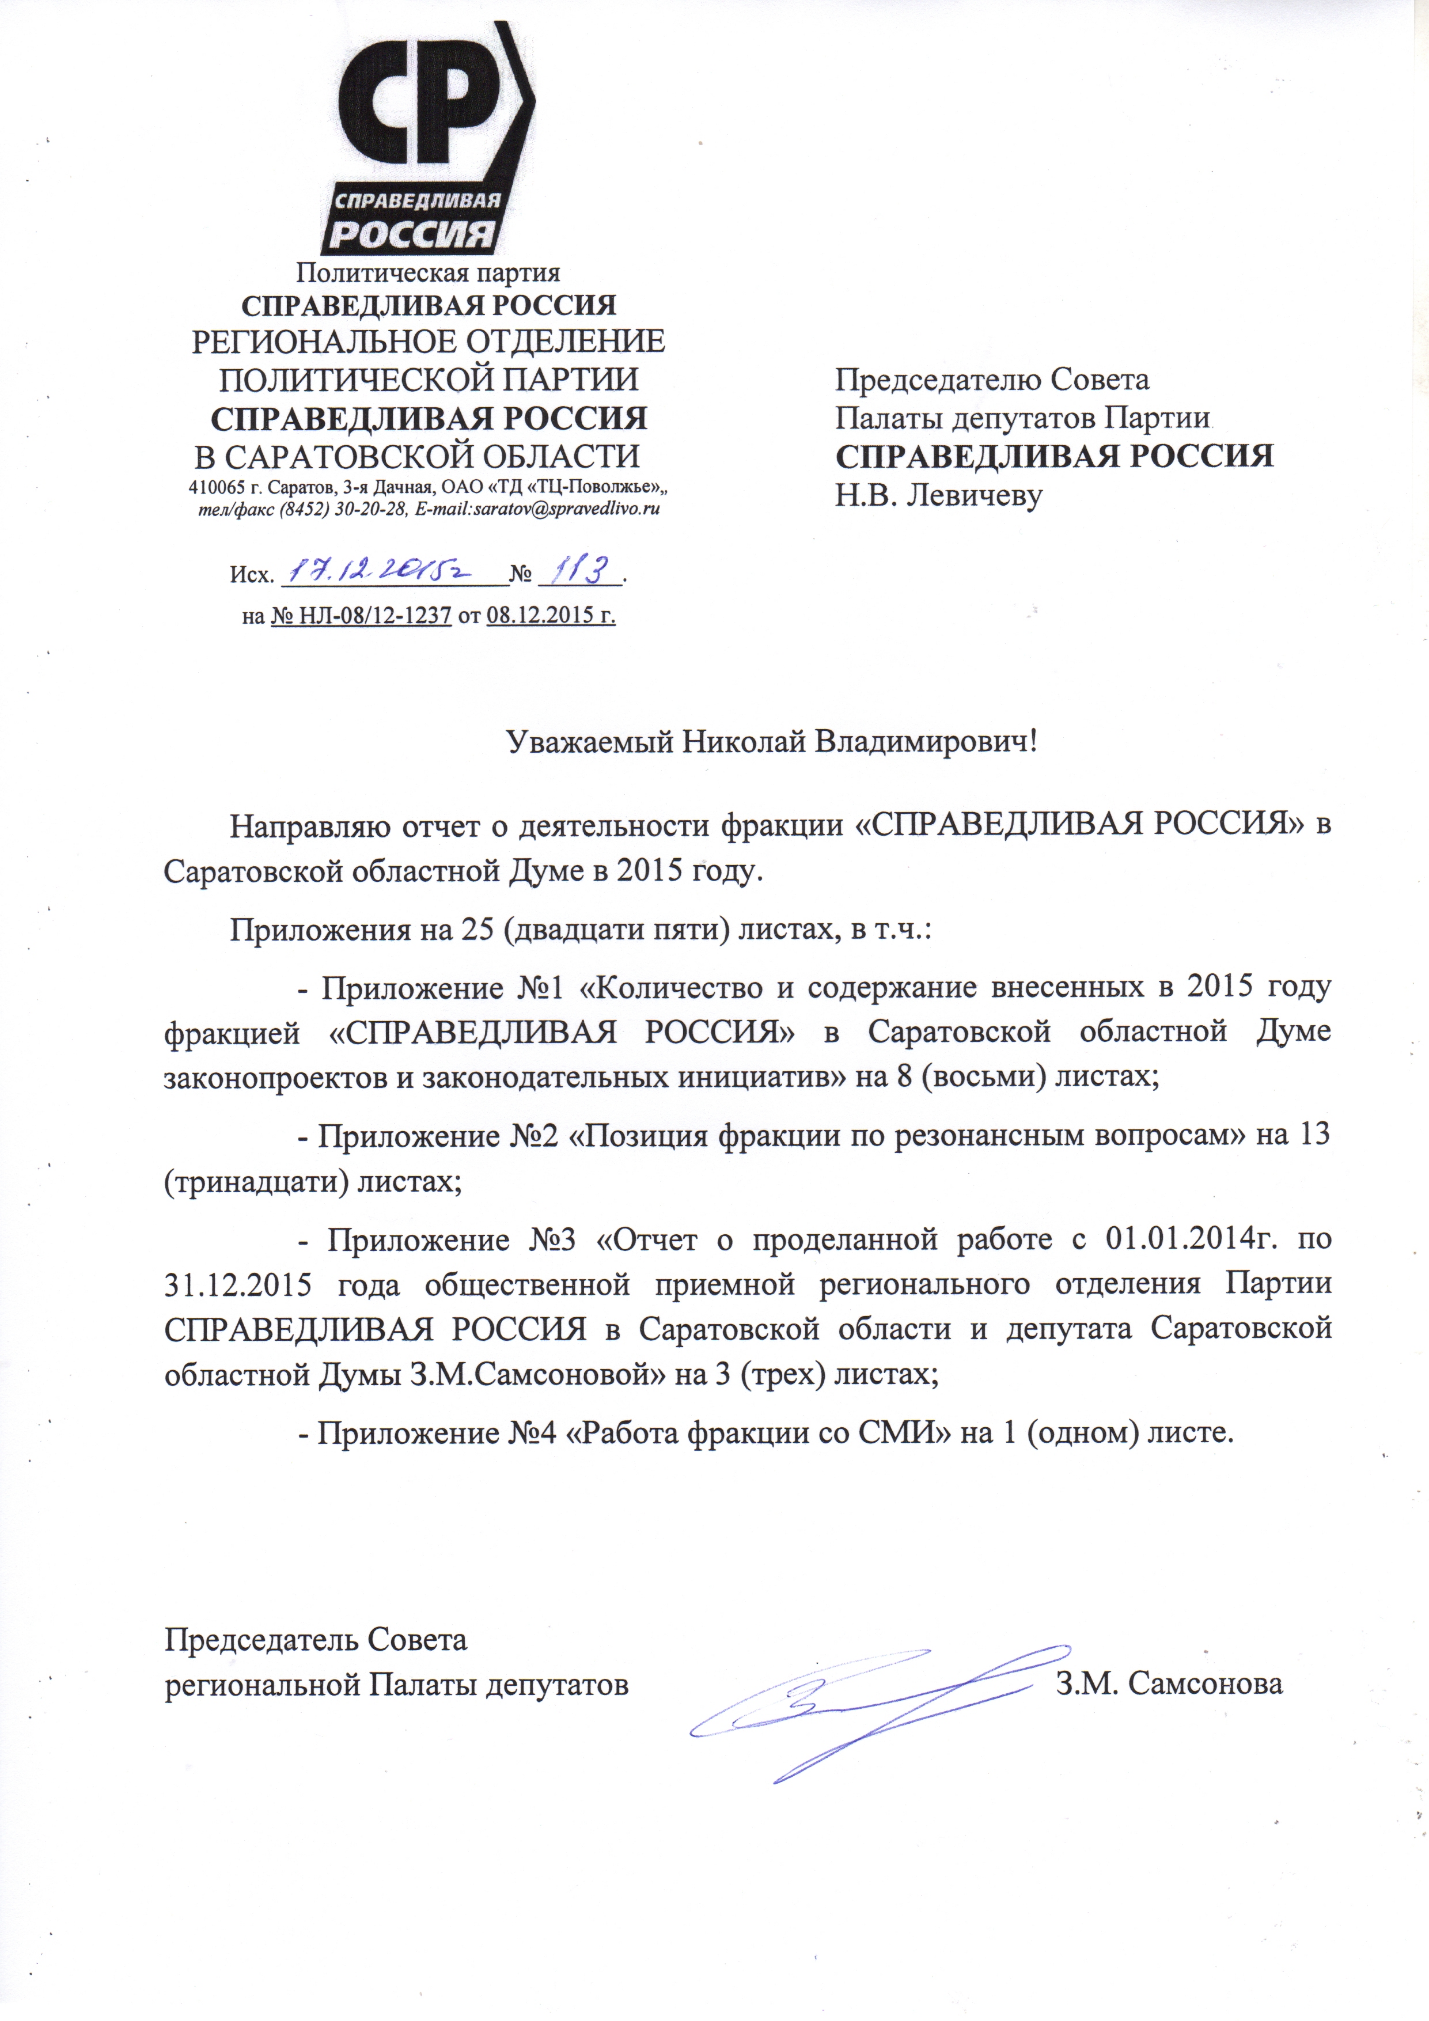 СР
СПРАВЕДЛИВАЯ
РОССИЯ
Политическая партия
СПРАВЕДЛИВАЯ РОССИЯ
РЕГИОНАЛЬНОЕ ОТДЕЛЕНИЕ
ПОЛИТИЧЕСКОЙ ПАРТИИ
СПРАВЕДЛИВАЯ РОССИЯ
В САРАТОВСКОЙ ОБЛАСТИ
410065 г. Саратов, 3-я Дачная, ОАО «ТД «ТЦ-Поволжье»„
тел/факс (8452) 30-20-28, E-mail:saratov@spravedlivo.ru
Исх. 17.12.2015г № 113.
на № НЛ-08/12-1237 от 08.12.2015 г.
Председателю Совета
Палаты депутатов Партии
СПРАВЕДЛИВАЯ РОССИЯ
Н.В. Левичеву
Уважаемый Николай Владимирович!
Направляю отчет о деятельности фракции «СПРАВЕДЛИВАЯ РОССИЯ» в
Саратовской областной Думе в 2015 году.
Приложения на 25 (двадцати пяти) листах, в т.ч.:
- Приложение №1 «Количество и содержание внесенных в 2015 году
фракцией «СПРАВЕДЛИВАЯ РОССИЯ» в Саратовской областной Думе
законопроектов и законодательных инициатив» на 8 (восьми) листах;
- Приложение №2 «Позиция фракции по резонансным вопросам» на 13
(тринадцати) листах;
- Приложение №3 «Отчет о проделанной работе с 01.01.2014г. по
31.12.2015 года общественной приемной регионального отделения Партии
СПРАВЕДЛИВАЯ РОССИЯ в Саратовской области и депутата Саратовской
областной Думы З.М.Самсоновой» на 3 (трех) листах;
- Приложение №4 «Работа фракции со СМИ» на 1 (одном) листе.
Председатель Совета
региональной Палаты депутатов
З.М. Самсонова